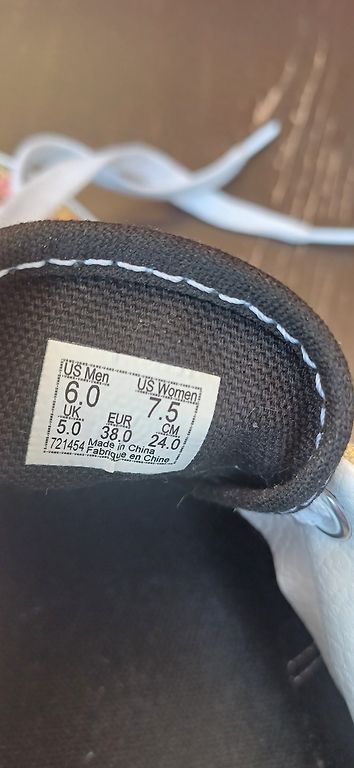 US Men US Women
6.0 7.5
UK EUR CM
5.0 38.0 24.0
721454 Made in China
Fabriqué en Chine